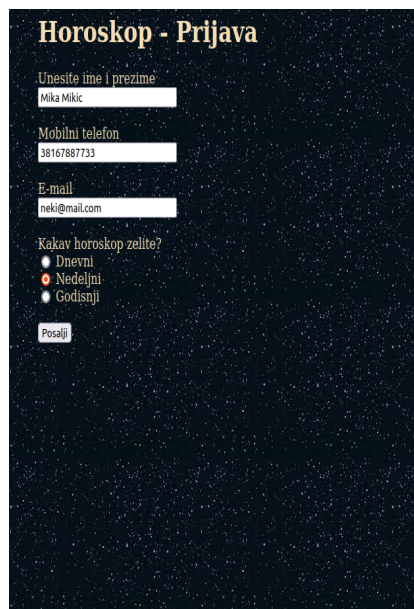 Horoskop - Prijava
Unesite ime i prezime
Mika Mikic
Mobilni telefon
38167887733
E-mail
neki@mail.com
Kakav horoskop zelite?
Dnevni
Nedeljni
Godisnji
Posalji